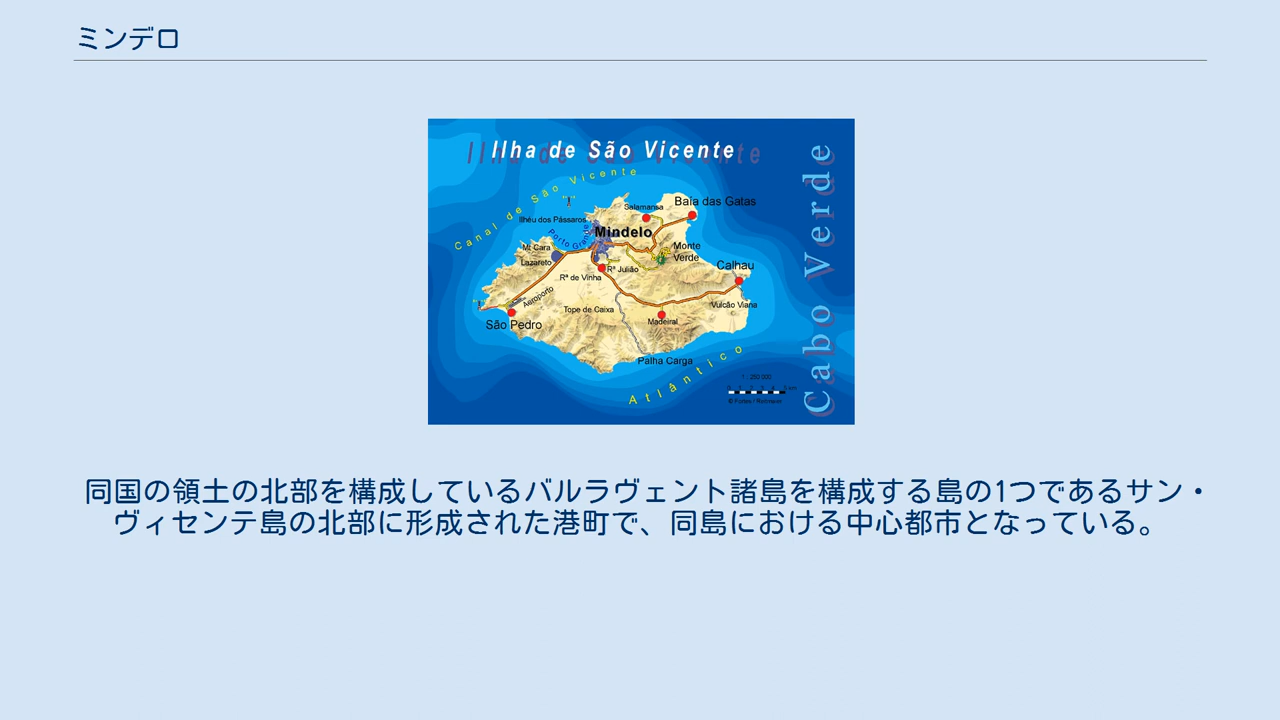 ミンデロ
Ilha de São Vicente
Canal de São Vicente
Cabo Verde
Salamansa
Baía das Gatas
Ilhéu dos Pássaros
Porto Grande
Mindelo
Mt Cara
Monte
Verde
Lazareto
Rª Julião
Calhau
Rª de Vinha
Aeroporto
Vulcão Viana
Tope de Caixa
São Pedro
Madeiral
Palha Carga
Atlântico
1 : 250 000
同国の領土の北部を構成しているバルラヴェント諸島を構成する島の1つであるサン・
ヴィセンテ島の北部に形成された港町で、同島における中心都市となっている。